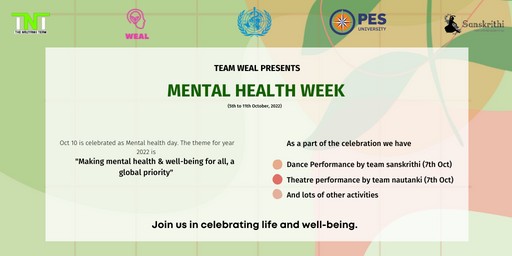 TNT
THE NAUTANKI TEAM
WEAL
PES
UNIVERSITY
Sanskrithi
TEAM WEAL PRESENTS
MENTAL HEALTH WEEK
(5th to 11th October, 2022)
Oct 10 is celebrated as Mental health day. The theme for year
2022 is
"Making mental health & well-being for all, a
global priority"
As a part of the celebration we have
Dance Performance by team sanskrithi (7th Oct)
Theatre performance by team nautanki (7th Oct)
And lots of other activities
Join us in celebrating life and well-being.